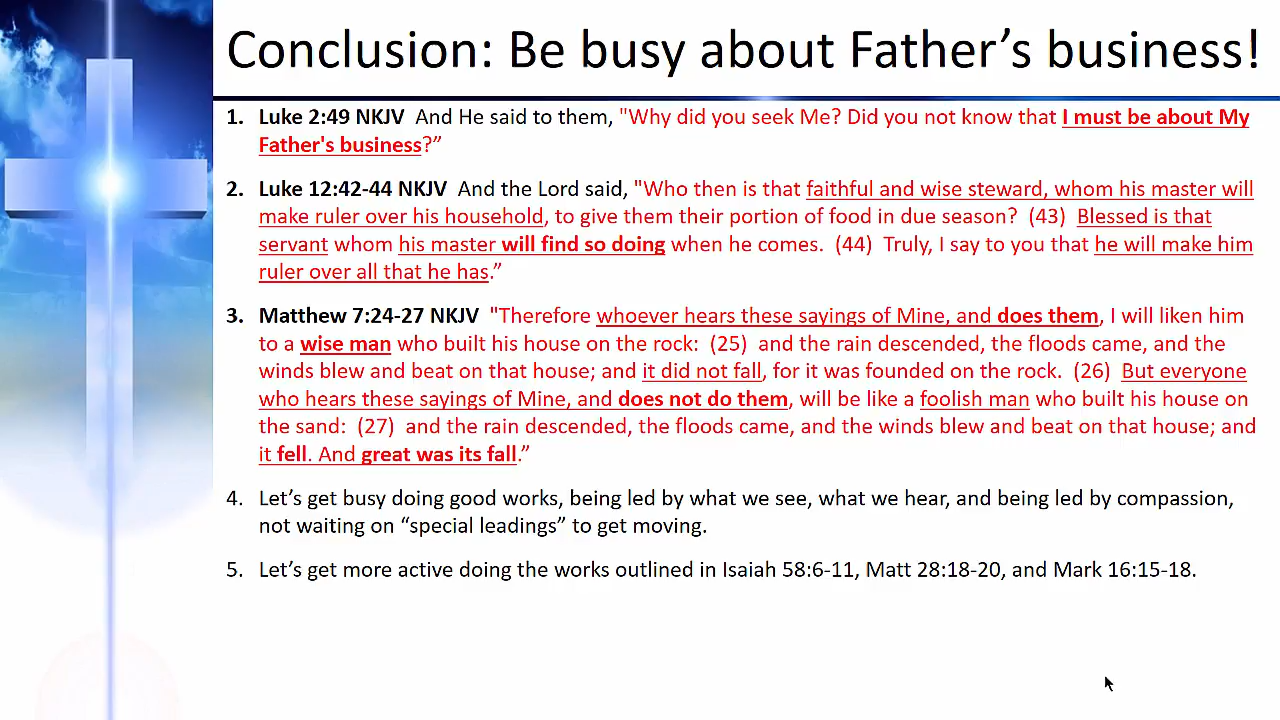 Conclusion: Be busy about Father’s business!
1. Luke 2:49 NKJV And He said to them, "Why did you seek Me? Did you not know that I must be about My
Father's business?”
2. Luke 12:42-44 NKJV And the Lord said, "Who then is that faithful and wise steward, whom his master will
make ruler over his household, to give them their portion of food in due season? (43) Blessed is that
servant whom his master will find so doing when he comes. (44) Truly, I say to you that he will make him
ruler over all that he has.”
3. Matthew 7:24-27 NKJV "Therefore whoever hears these sayings of Mine, and does them, I will liken him
to a wise man who built his house on the rock: (25) and the rain descended, the floods came, and the
winds blew and beat on that house; and it did not fall, for it was founded on the rock. (26) But everyone
who hears these sayings of Mine, and does not do them, will be like a foolish man who built his house on
the sand: (27) and the rain descended, the floods came, and the winds blew and beat on that house; and
it fell. And great was its fall.”
4. Let’s get busy doing good works, being led by what we see, what we hear, and being led by compassion,
not waiting on “special leadings” to get moving.
5. Let’s get more active doing the works outlined in Isaiah 58:6-11, Matt 28:18-20, and Mark 16:15-18.